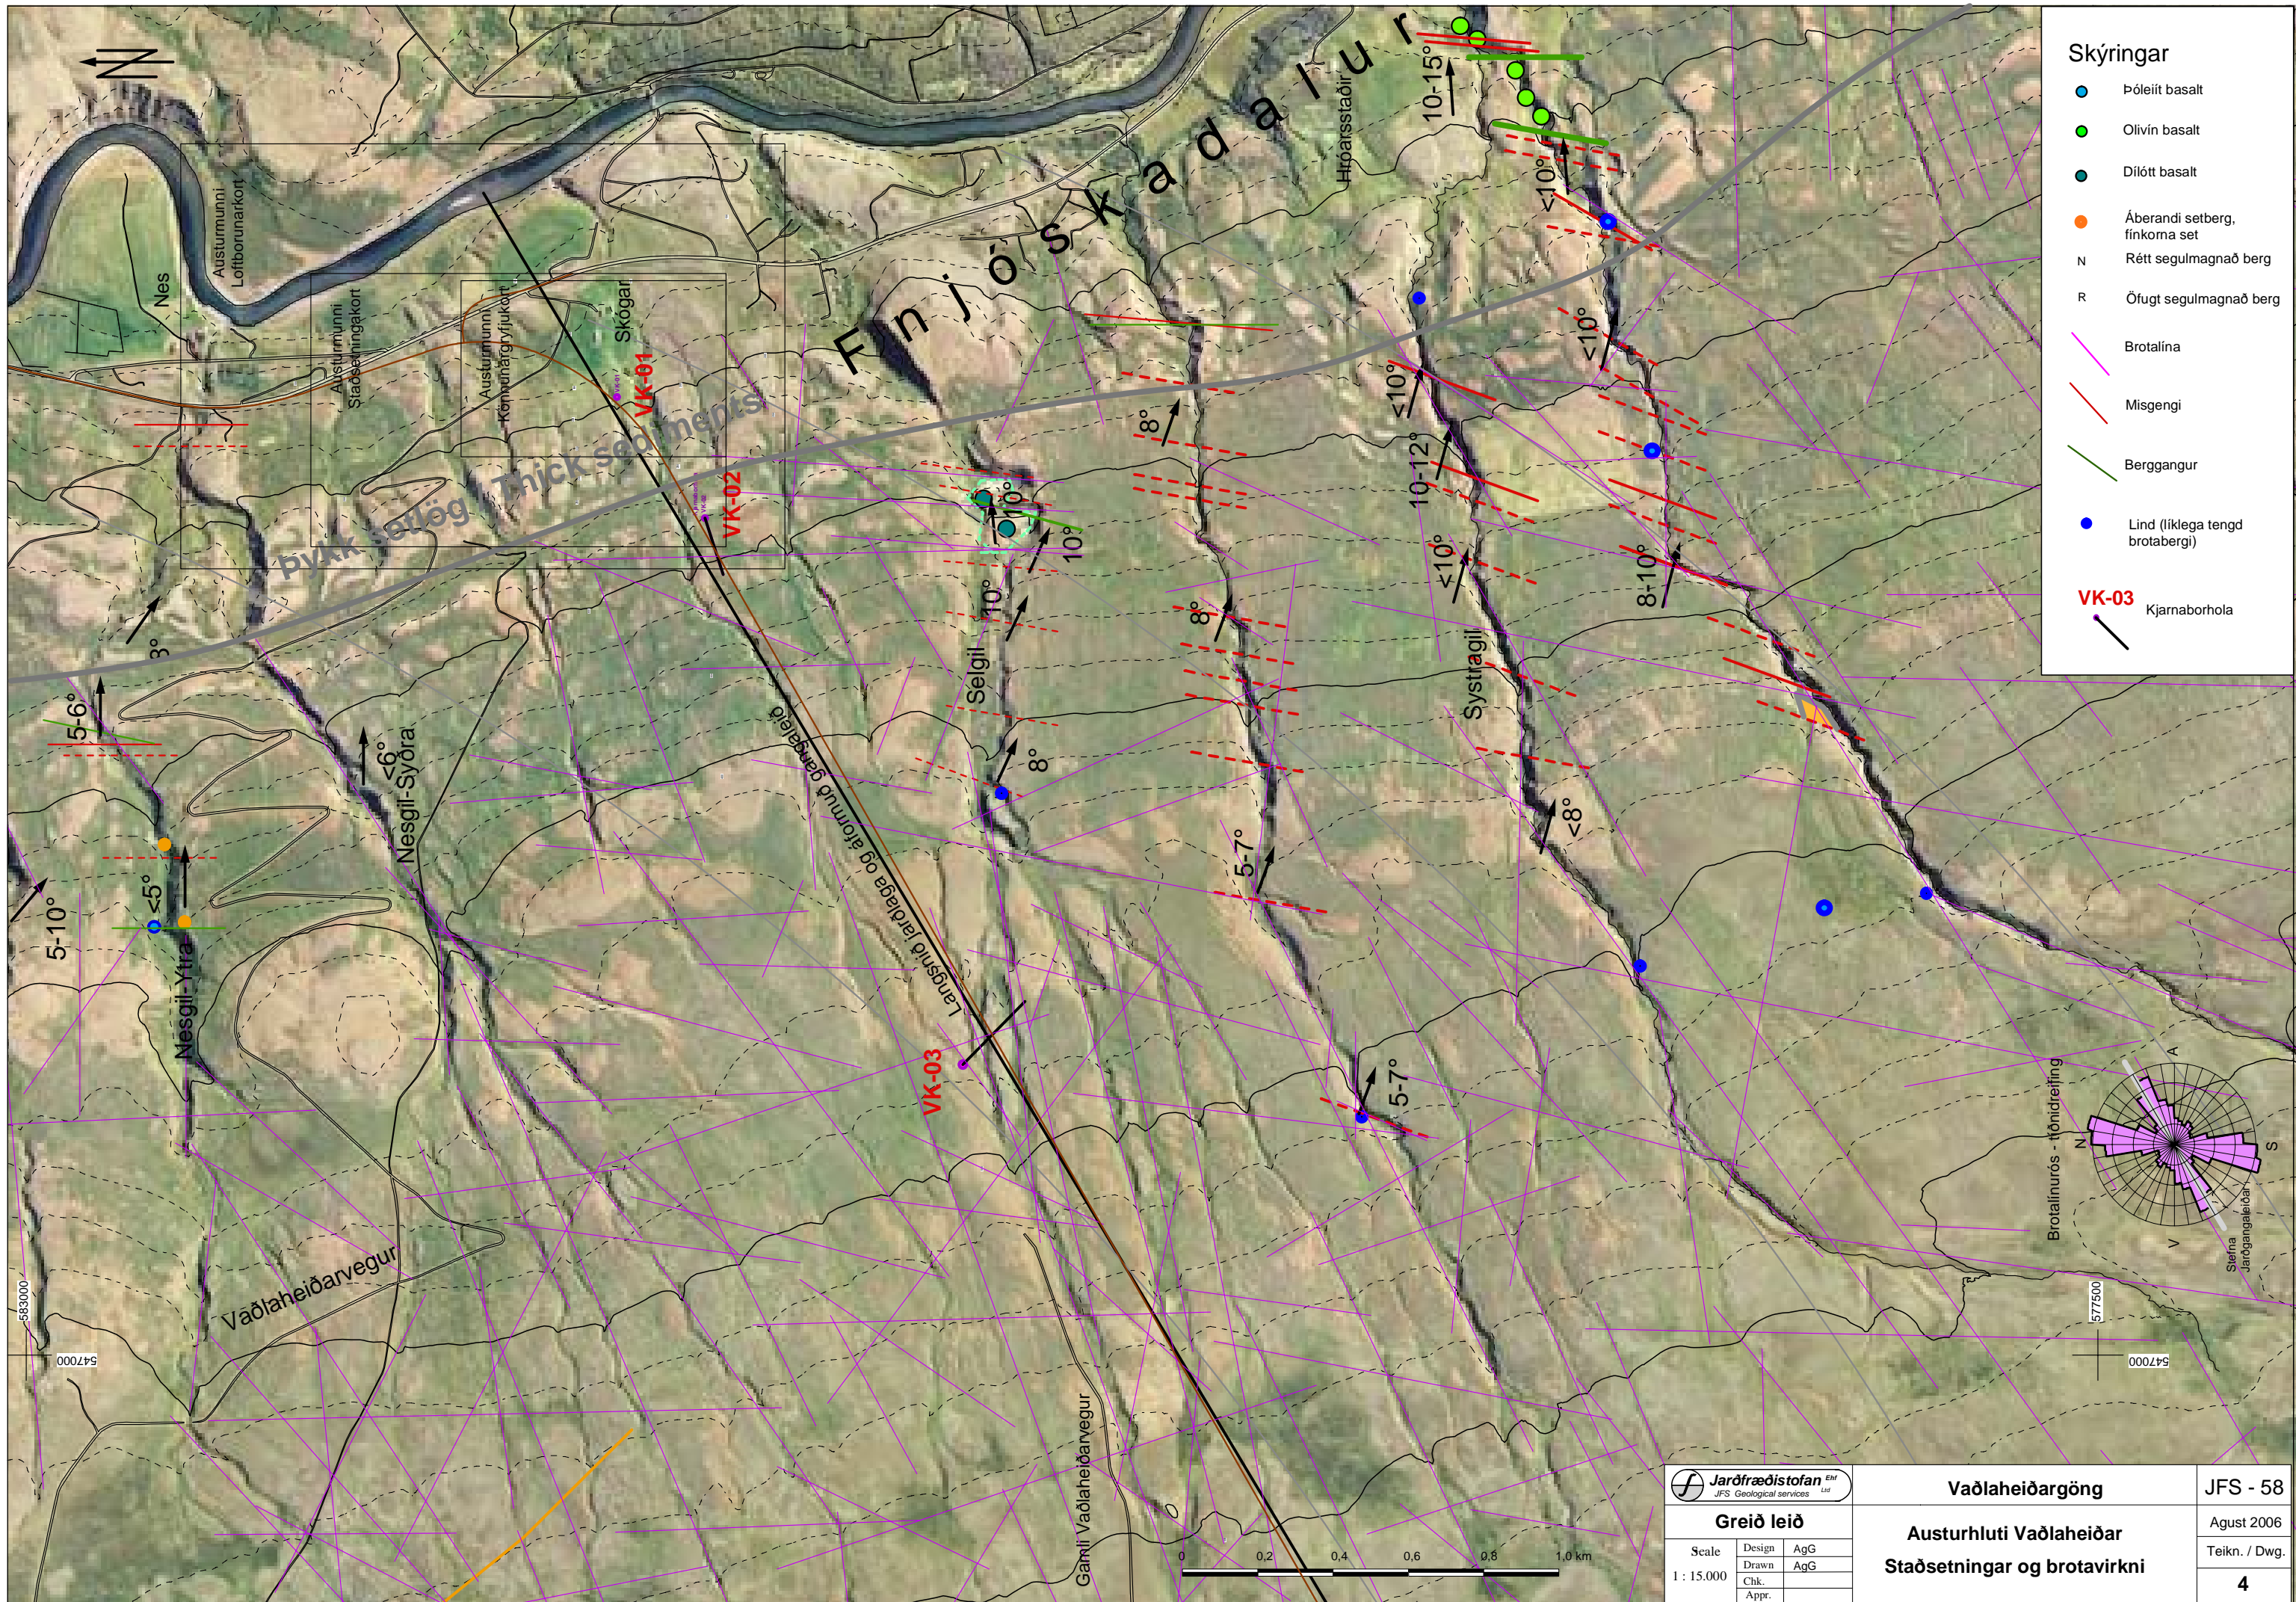 Skýringar
Þóleiít basalt
Olivín basalt
Dílótt basalt
Áberandi setberg,
fínkorna set
N Rétt segulmagnað berg
R Öfugt segulmagnað berg
Brotalína
Misgengi
Berggangur
Lind (líklega tengd
brotabergi)
VK-03 Kjarnaborhola
N
Nes
Austurmunni
Loftborunarkort
Austurmunni
Staðsetningakort
Austurmunni
Könnunargryfjukort
Skógar
VK-01
VK-02
Fnjóskadalur
Hróarsstaðir
Þykk setlög / Thick sediments
10-15°
<10°
<10°
<10°
10-12°
<10°
8-10°
8°
8°
10°
10°
10°
8°
5-7°
5-7°
<8°
8°
5-6°
<6°
<5°
5-10°
Selgil
Systragil
Nesgil-Syðra
Nesgil-Ytra
Langsnið jarðlaga og áformuð gangaleið
VK-03
Vaðlaheiðarvegur
Gamli Vaðlaheiðarvegur
583000
547000
577500
547000
Brotalínurós - tíðnidreifing
N
A
S
V
Stefna
Jarðgangaleiðar
0 0,2 0,4 0,6 0,8 1,0 km
Jarðfræðistofan Ehf
JFS Geological services Ltd
Greið leið
Scale
1 : 15.000
Design AgG
Drawn AgG
Chk.
Appr.
Vaðlaheiðargöng
Austurhluti Vaðlaheiðar
Staðsetningar og brotavirkni
JFS - 58
Agust 2006
Teikn. / Dwg.
4